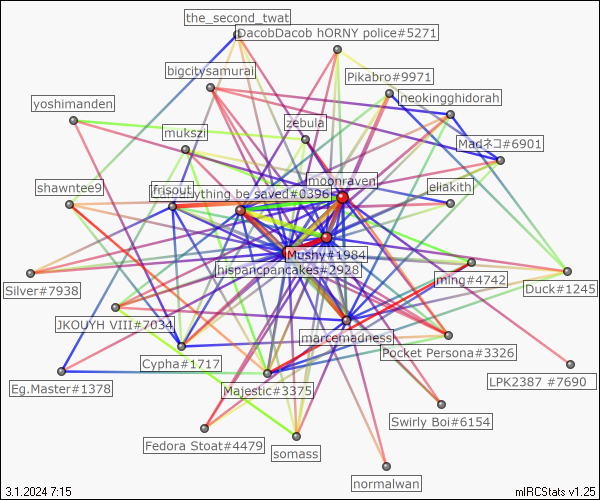 the_second_twat
DacobDacob hORNY police#5271
bigcitysamurai
Pikabro#9971
yoshimanden
neokingghidorah
zebula
mukszi
Madネコ#6901
moonraven
shawntee9
frisout
eliakith
anything be saved#0396
Mushy#1984
hispancpancakes#2928
Silver#7938
ming#4742
Duck#1245
JKOUYH VIII#7034
marcemadness
Cypha#1717
Pocket Persona#3326
Eg.Master#1378
Majestic#3375
LPK2387 #7690
Swirly Boi#6154
Fedora Stoat#4479
somass
normalwan
3.1.2024 7:15
mIRCStats v1.25